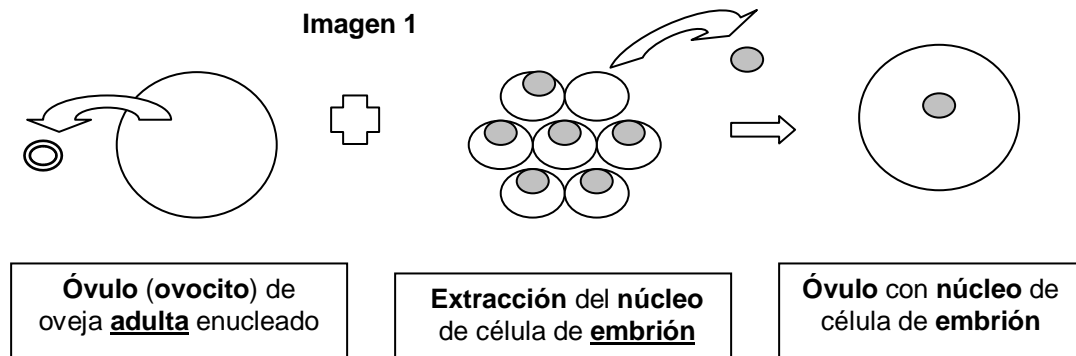 Imagen 1
Óvulo (ovocito) de
oveja adulta enucleado
Extracción del núcleo
de célula de embrión
Óvulo con núcleo de
célula de embrión